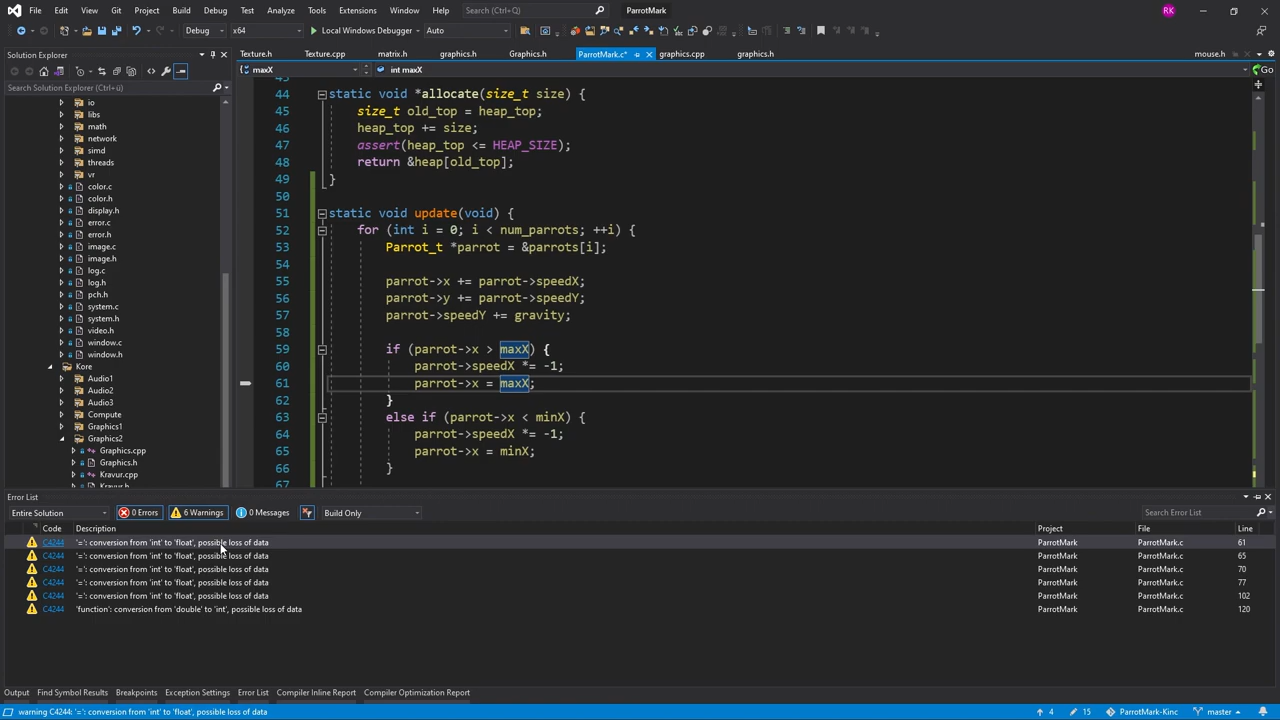 File Edit View Git Project Build Debug Test Analyze Tools Extensions Window Help Search (Ctrl+Q) ParrotMark RK
Debug x64 Local Windows Debugger Auto
Solution Explorer
Texture.h Texture.cpp matrix.h graphics.h Graphics.h ParrotMark.c* graphics.cpp graphics.h mouse.h
maxX int maxX Go
Search Solution Explorer (Ctrl+ü)
io
libs
math
network
simd
threads
vr
color.c
color.h
display.h
error.c
error.h
image.c
image.h
log.c
log.h
pch.h
system.c
system.h
video.h
window.c
window.h
Kore
Audio1
Audio2
Audio3
Compute
Graphics1
Graphics2
Graphics.cpp
Graphics.h
Kravur.cpp
Kravur.h
43
44 static void *allocate(size_t size) {
45 size_t old_top = heap_top;
46 heap_top += size;
47 assert(heap_top <= HEAP_SIZE);
48 return &heap[old_top];
49 }
50
51 static void update(void) {
52 for (int i = 0; i < num_parrots; ++i) {
53 Parrot_t *parrot = &parrots[i];
54
55 parrot->x += parrot->speedX;
56 parrot->y += parrot->speedY;
57 parrot->speedY += gravity;
58
59 if (parrot->x > maxX) {
60 parrot->speedX *= -1;
61 parrot->x = maxX;
62 }
63 else if (parrot->x < minX) {
64 parrot->speedX *= -1;
65 parrot->x = minX;
66 }
67
Error List
Entire Solution 0 Errors 6 Warnings 0 Messages Build Only Search Error List
Code Description Project File Line
C4244 '=': conversion from 'int' to 'float', possible loss of data ParrotMark ParrotMark.c 61
C4244 '=': conversion from 'int' to 'float', possible loss of data ParrotMark ParrotMark.c 65
C4244 '=': conversion from 'int' to 'float', possible loss of data ParrotMark ParrotMark.c 70
C4244 '=': conversion from 'int' to 'float', possible loss of data ParrotMark ParrotMark.c 77
C4244 '=': conversion from 'int' to 'float', possible loss of data ParrotMark ParrotMark.c 102
C4244 'function': conversion from 'double' to 'int', possible loss of data ParrotMark ParrotMark.c 120
Output Find Symbol Results Breakpoints Exception Settings Error List Compiler Inline Report Compiler Optimization Report
warning C4244: '=': conversion from 'int' to 'float', possible loss of data 4 15 ParrotMark-Kinc master